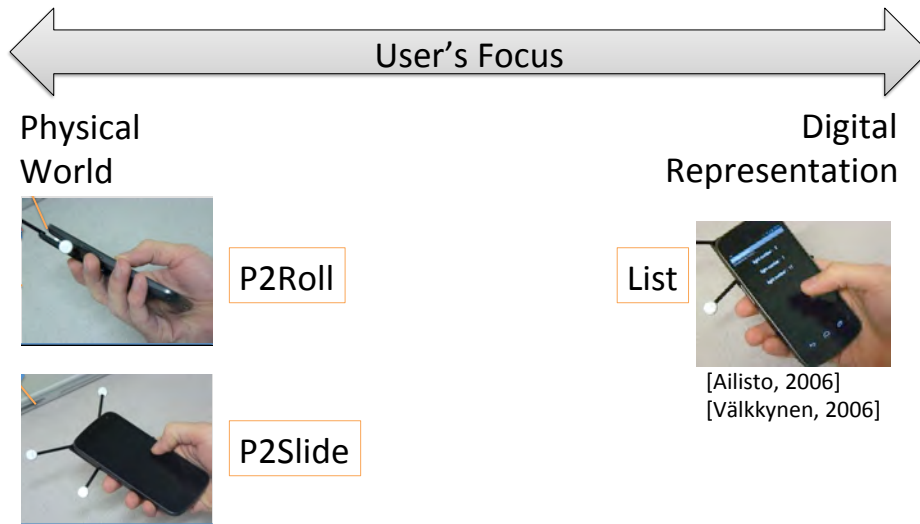 User's Focus
Physical
World
Digital
Representation
P2Roll
List
[Ailisto, 2006]
[Välkkynen, 2006]
P2Slide